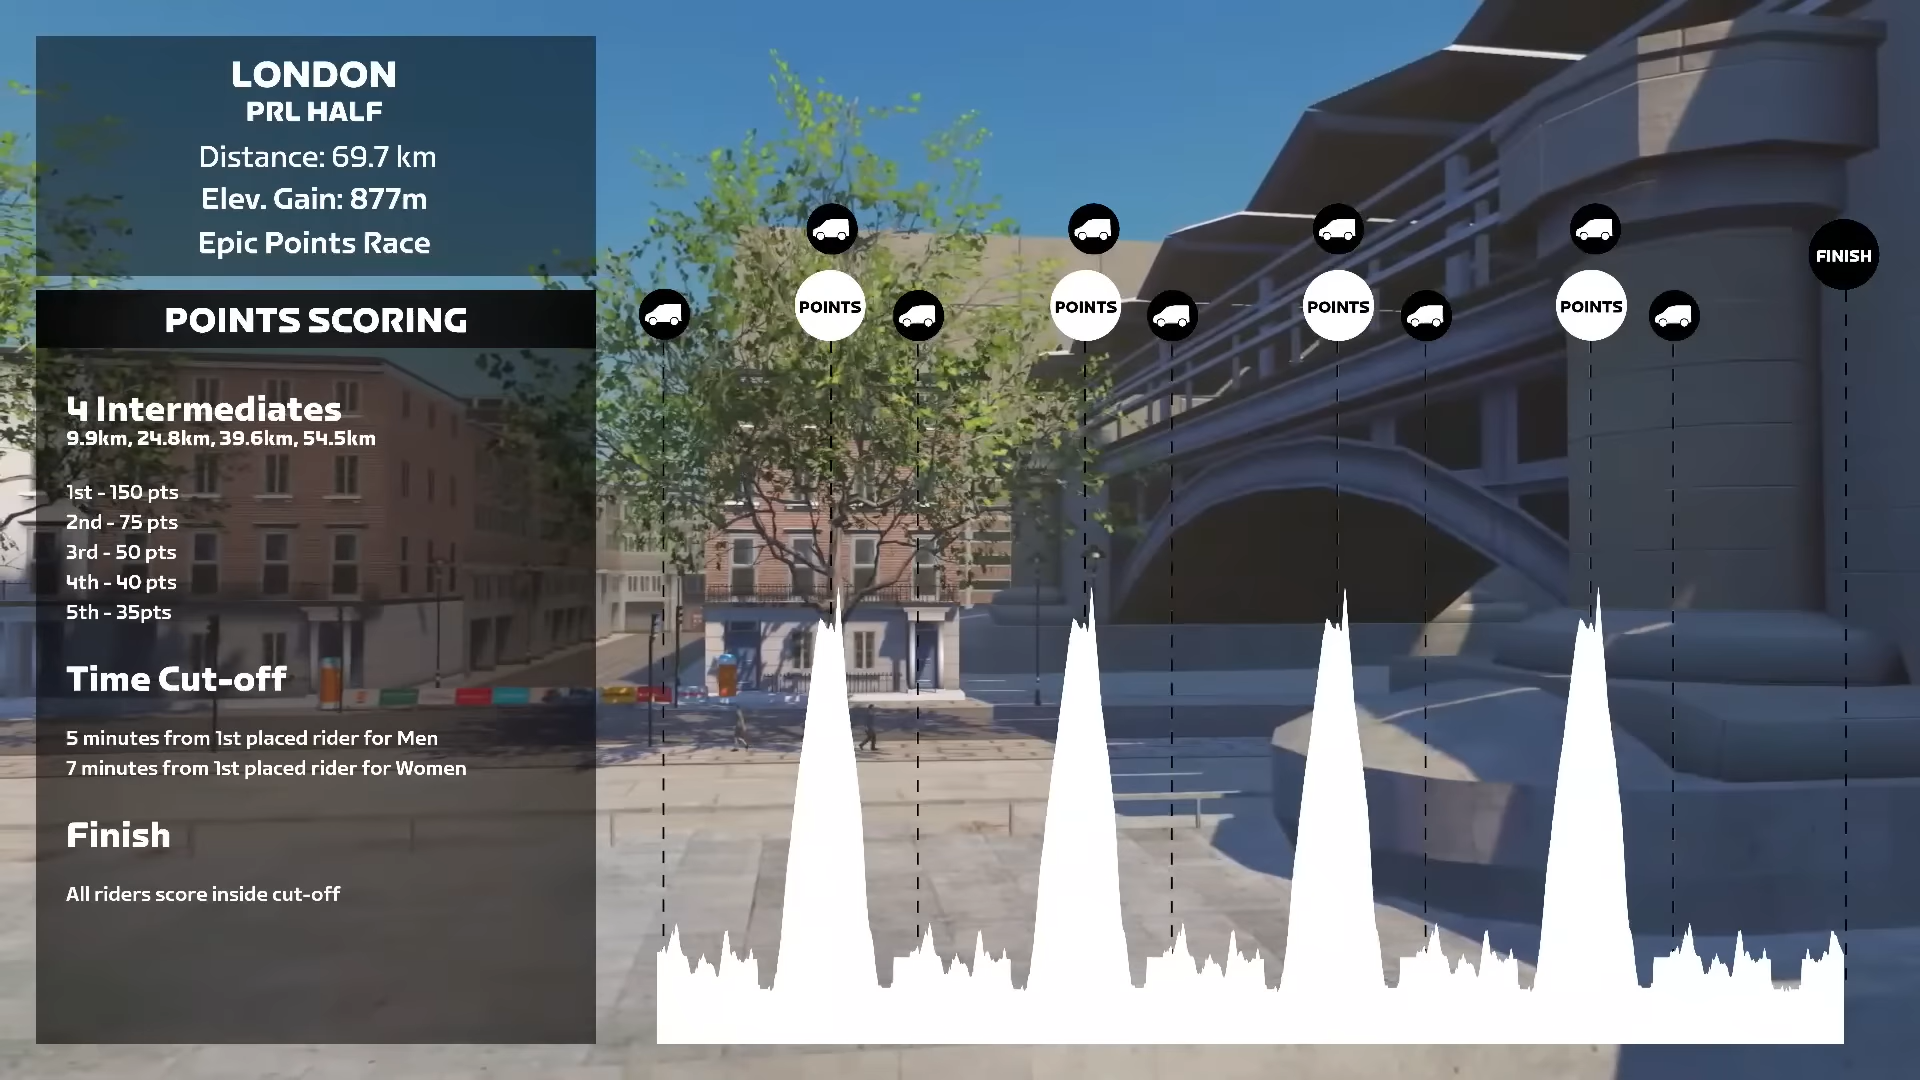 LONDON
PRL HALF
Distance: 69.7 km
Elev. Gain: 877m
Epic Points Race
POINTS SCORING
4 Intermediates
9.9km, 24.8km, 39.6km, 54.5km
1st - 150 pts
2nd - 75 pts
3rd - 50 pts
4th - 40 pts
5th - 35pts
Time Cut-off
5 minutes from 1st placed rider for Men
7 minutes from 1st placed rider for Women
Finish
All riders score inside cut-off
POINTS
POINTS
POINTS
POINTS
FINISH